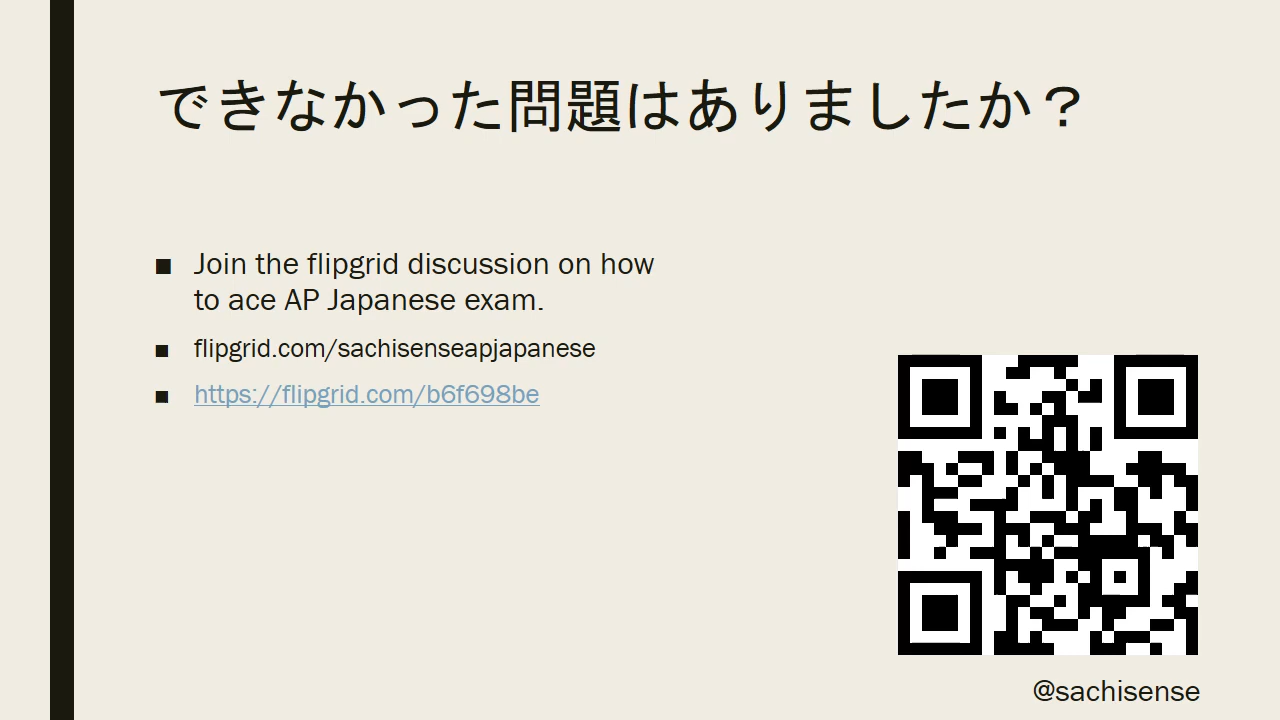 できなかった問題はありましたか？
Join the flipgrid discussion on how
to ace AP Japanese exam.
flipgrid.com/sachisenseapjapanese
https://flipgrid.com/b6f698be
@sachisense